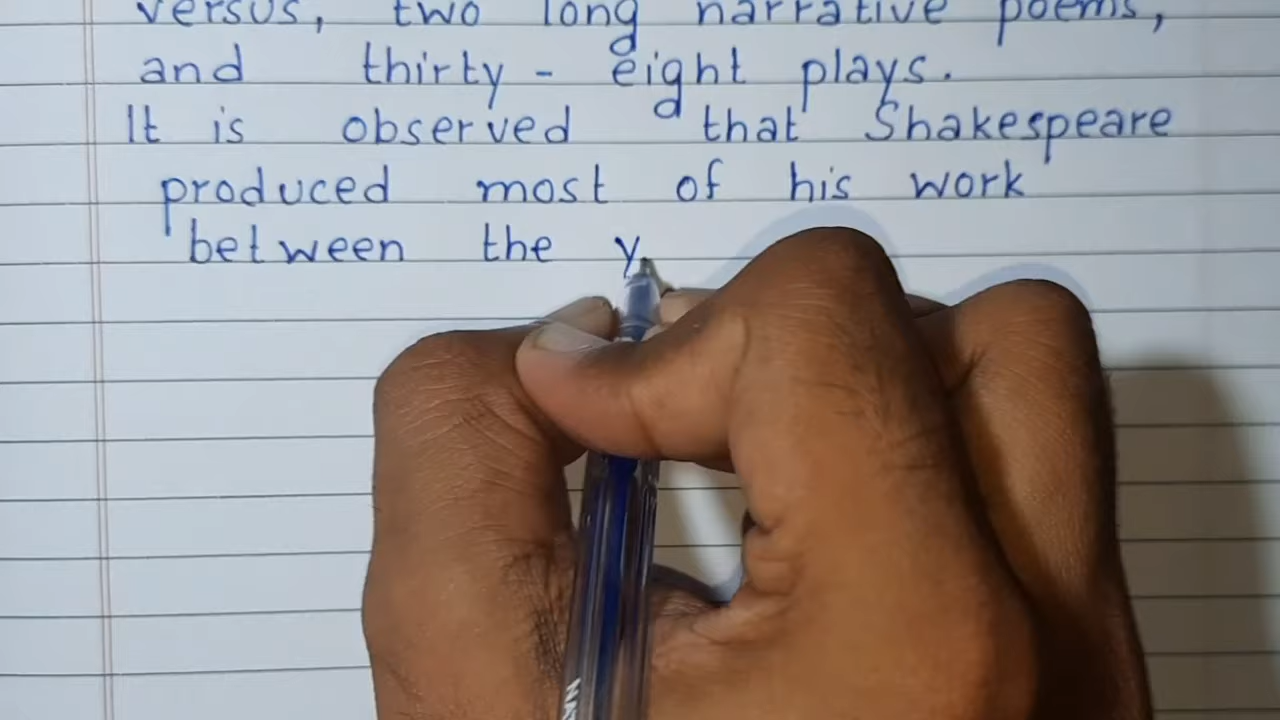 versus, two long narrative poems,
and thirty - eight plays.
It is observed that Shakespeare
produced most of his work
between the y